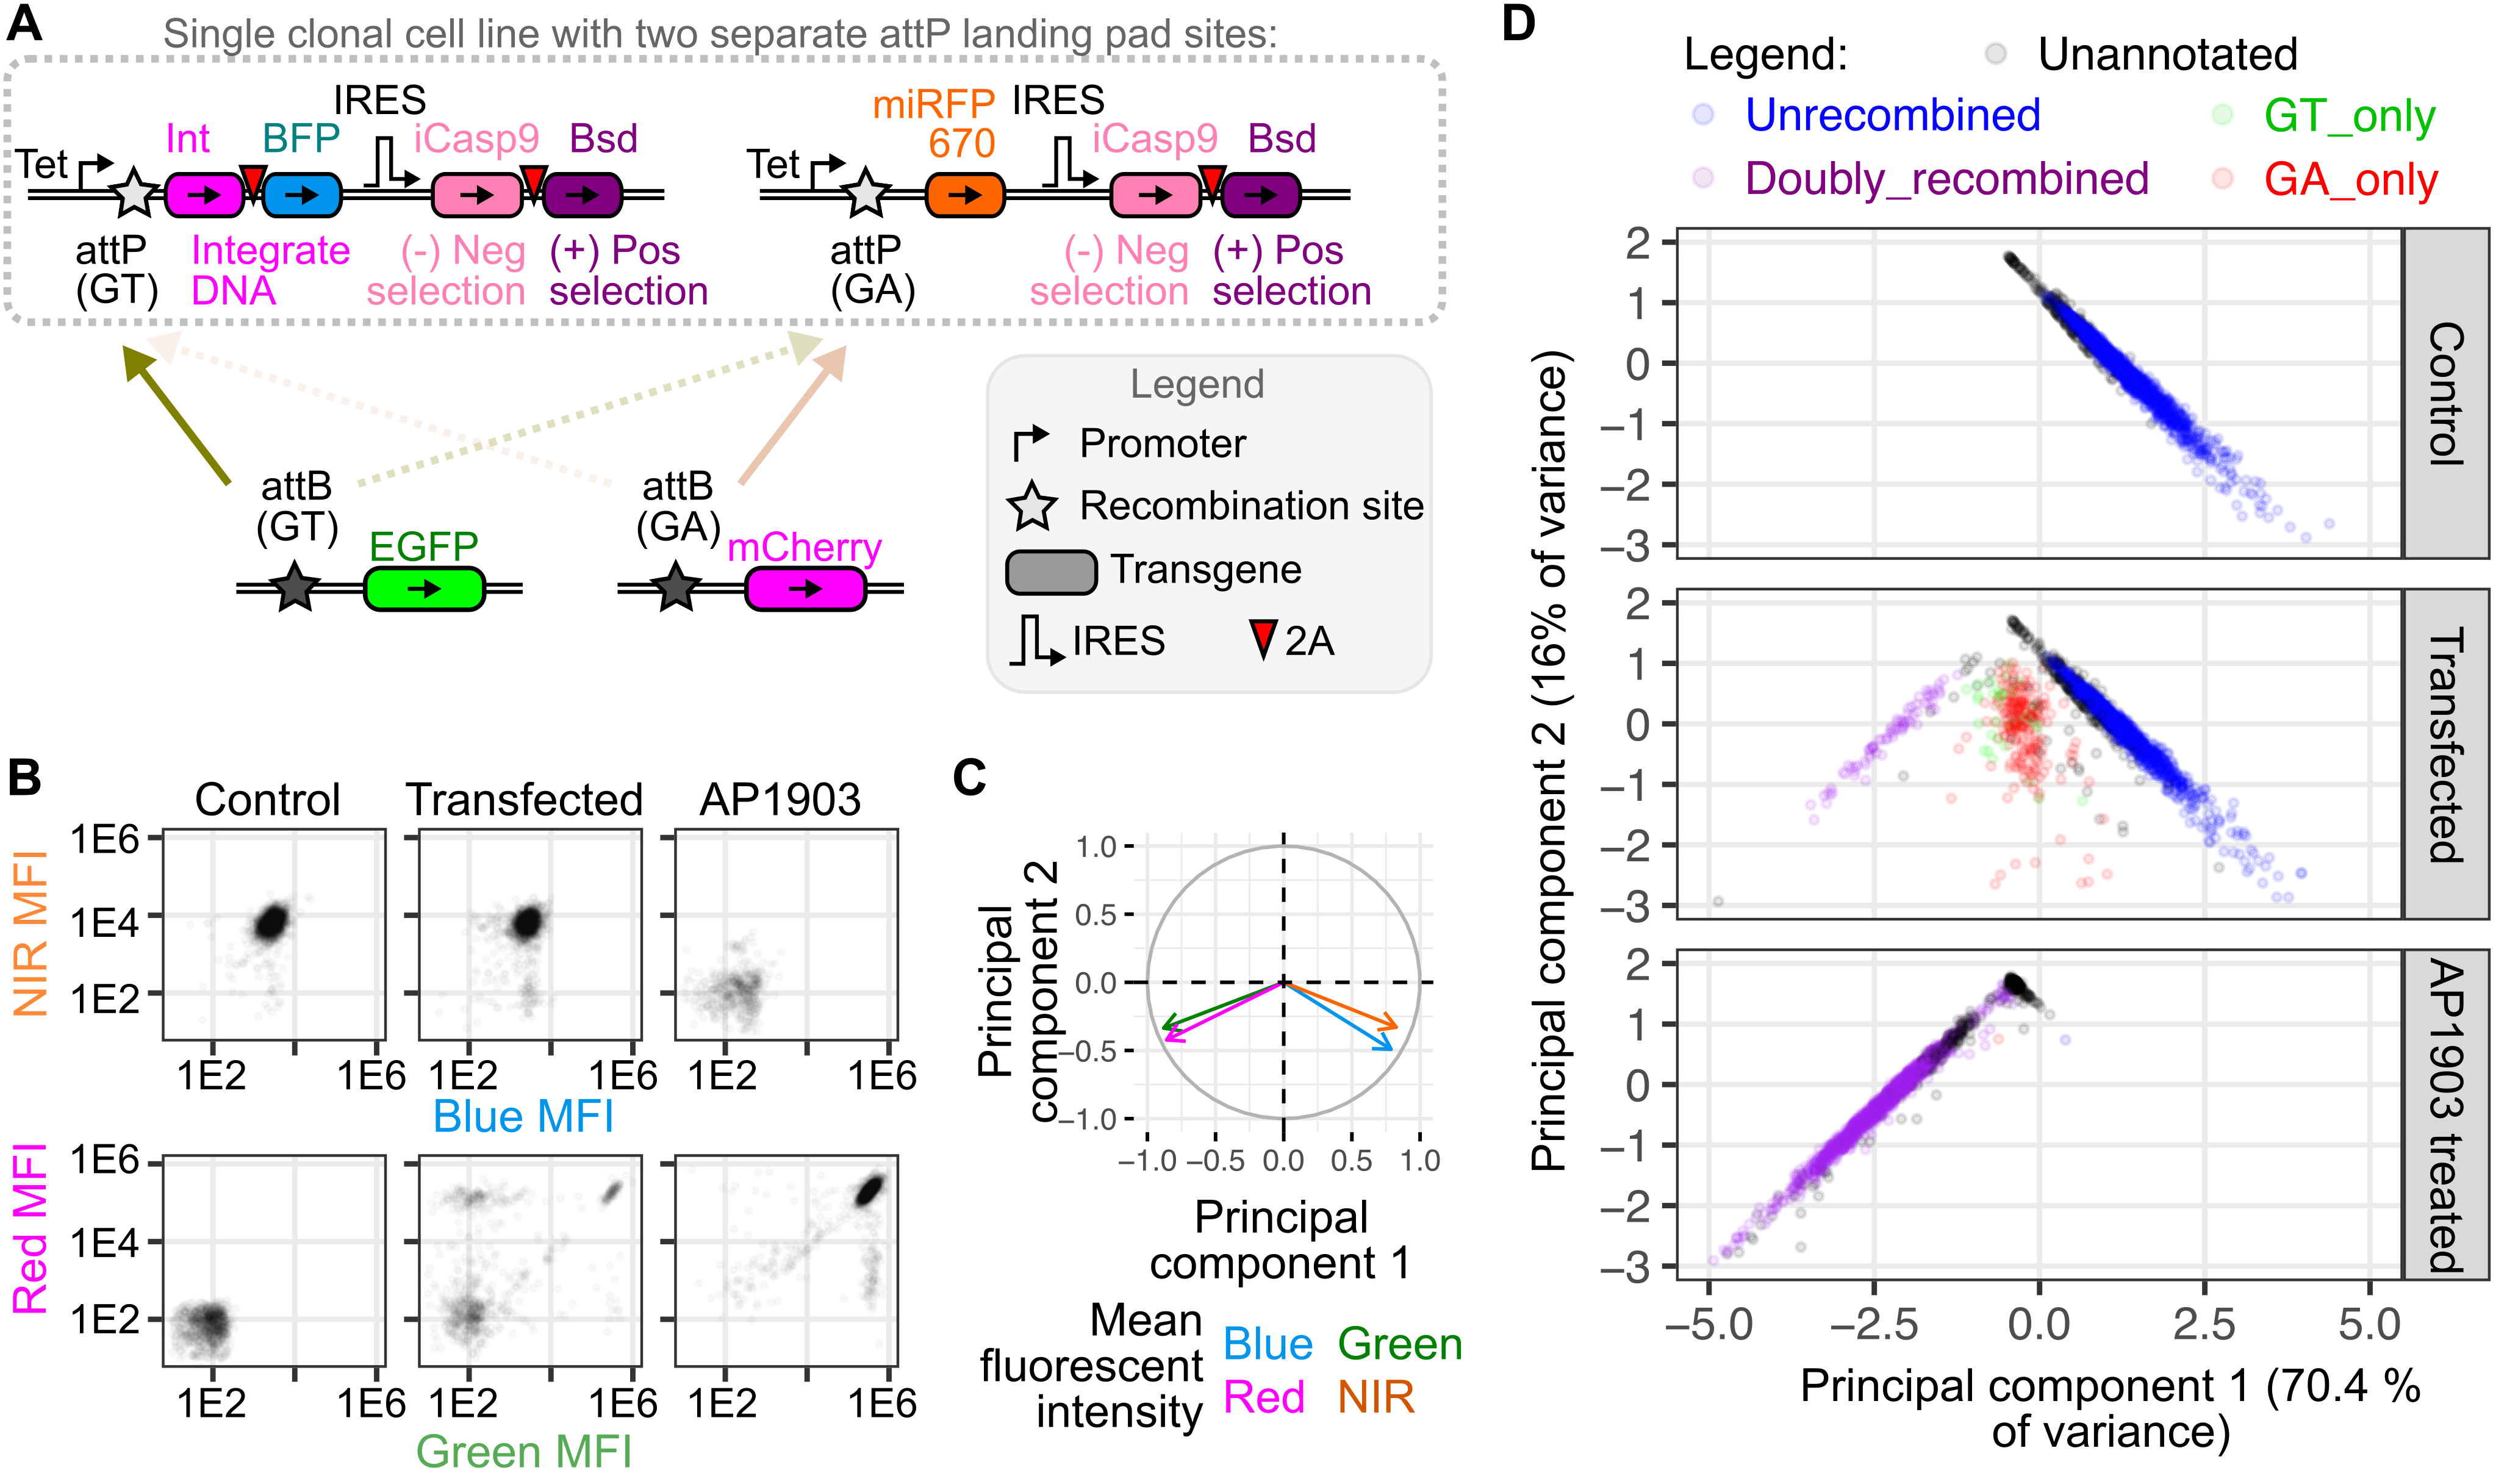 A
Single clonal cell line with two separate attP landing pad sites:
IRES
miRFP
670
IRES
Int
BFP
iCasp9
Bsd
iCasp9
Bsd
Tet
Tet
attP
(GT)
Integrate
DNA
(-) Neg
selection
(+) Pos
selection
attP
(GA)
(-) Neg
selection
(+) Pos
selection
attB
(GT)
EGFP
attB
(GA)
mCherry
Legend
Promoter
Recombination site
Transgene
IRES
2A
B
Control
Transfected
AP1903
NIR MFI
1E6
1E4
1E2
1E2
1E6
1E2
1E6
1E2
1E6
Blue MFI
Red MFI
1E6
1E4
1E2
1E2
1E6
1E2
1E6
1E2
1E6
Green MFI
C
Principal
component 2
1.0
0.5
0.0
−0.5
−1.0
−1.0
−0.5
0.0
0.5
1.0
Principal
component 1
Mean
fluorescent
intensity
Blue
Green
Red
NIR
D
Legend:
Unannotated
Unrecombined
GT_only
Doubly_recombined
GA_only
Principal component 2 (16% of variance)
2
1
0
−1
−2
−3
Control
2
1
0
−1
−2
−3
Transfected
2
1
0
−1
−2
−3
AP1903 treated
−5.0
−2.5
0.0
2.5
5.0
Principal component 1 (70.4 %
of variance)